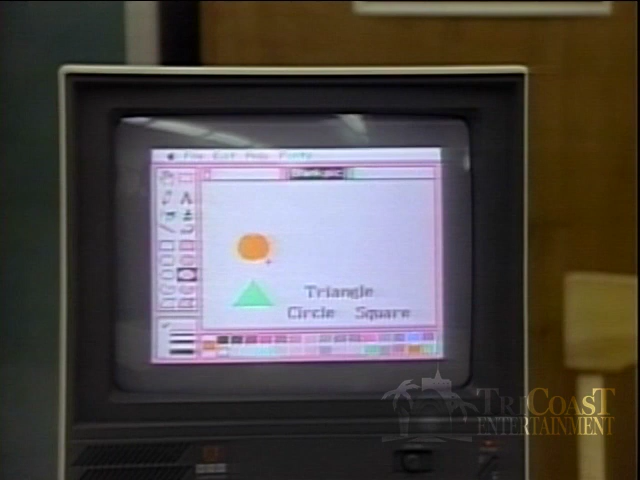 File Edit
A
Triangle
Circle Square
TRICOAST
ENTERTAINMENT